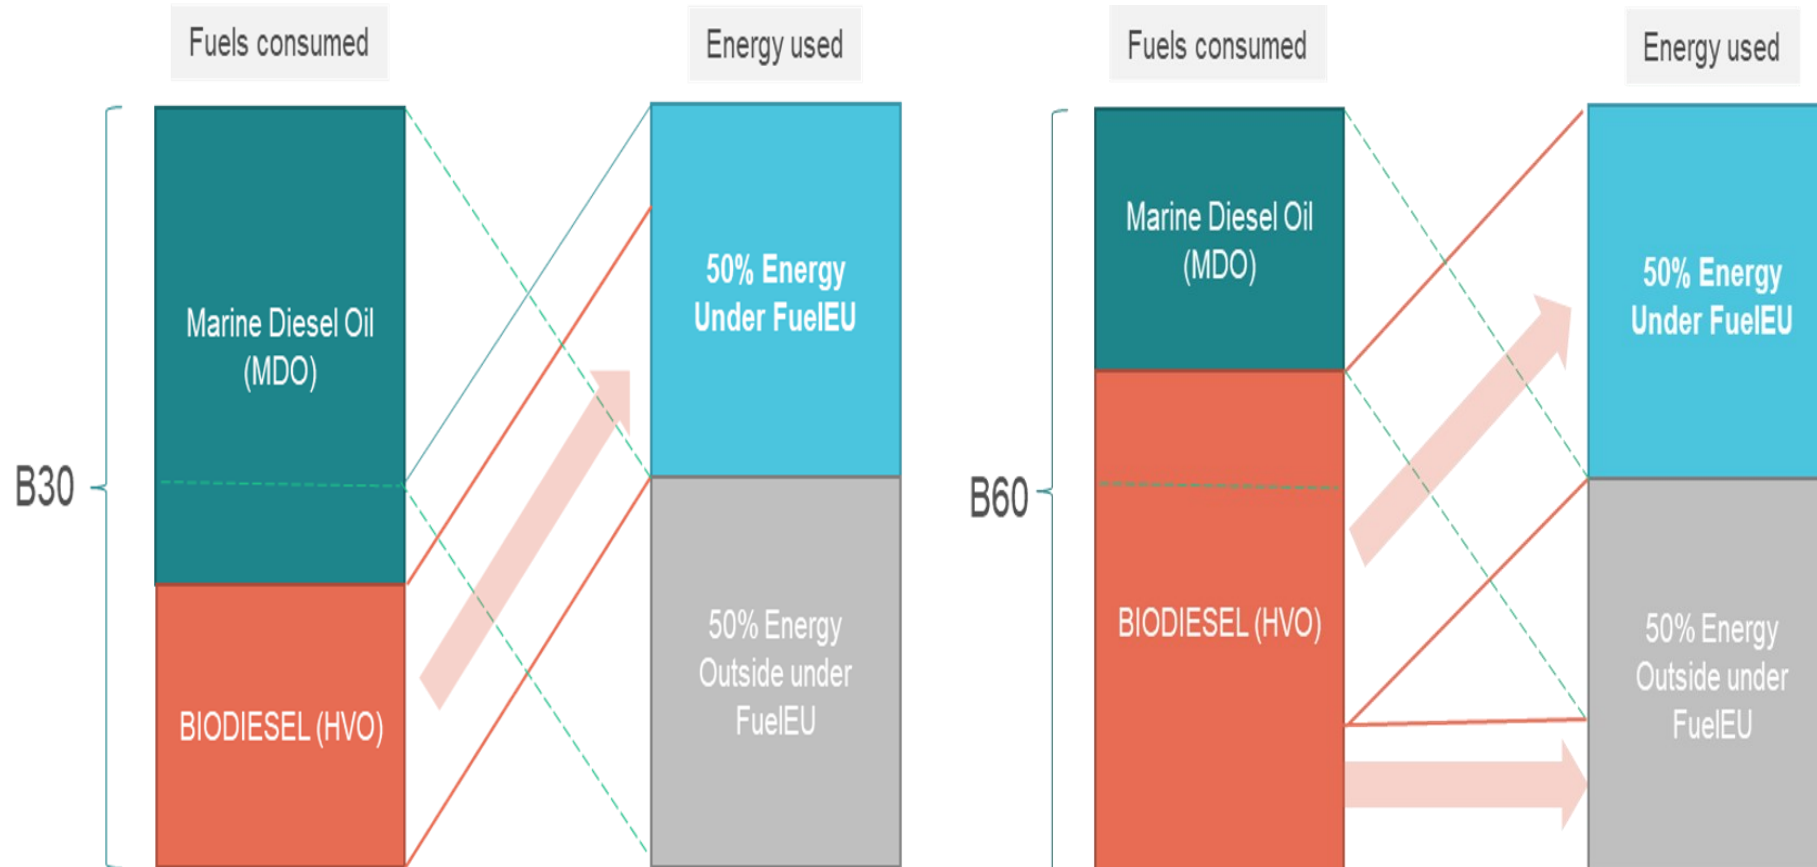 Fuels consumed
Energy used
B30
Marine Diesel Oil
(MDO)
BIODIESEL (HVO)
50% Energy
Under FuelEU
50% Energy
Outside under
FuelEU
Fuels consumed
Energy used
B60
Marine Diesel Oil
(MDO)
BIODIESEL (HVO)
50% Energy
Under FuelEU
50% Energy
Outside under
FuelEU